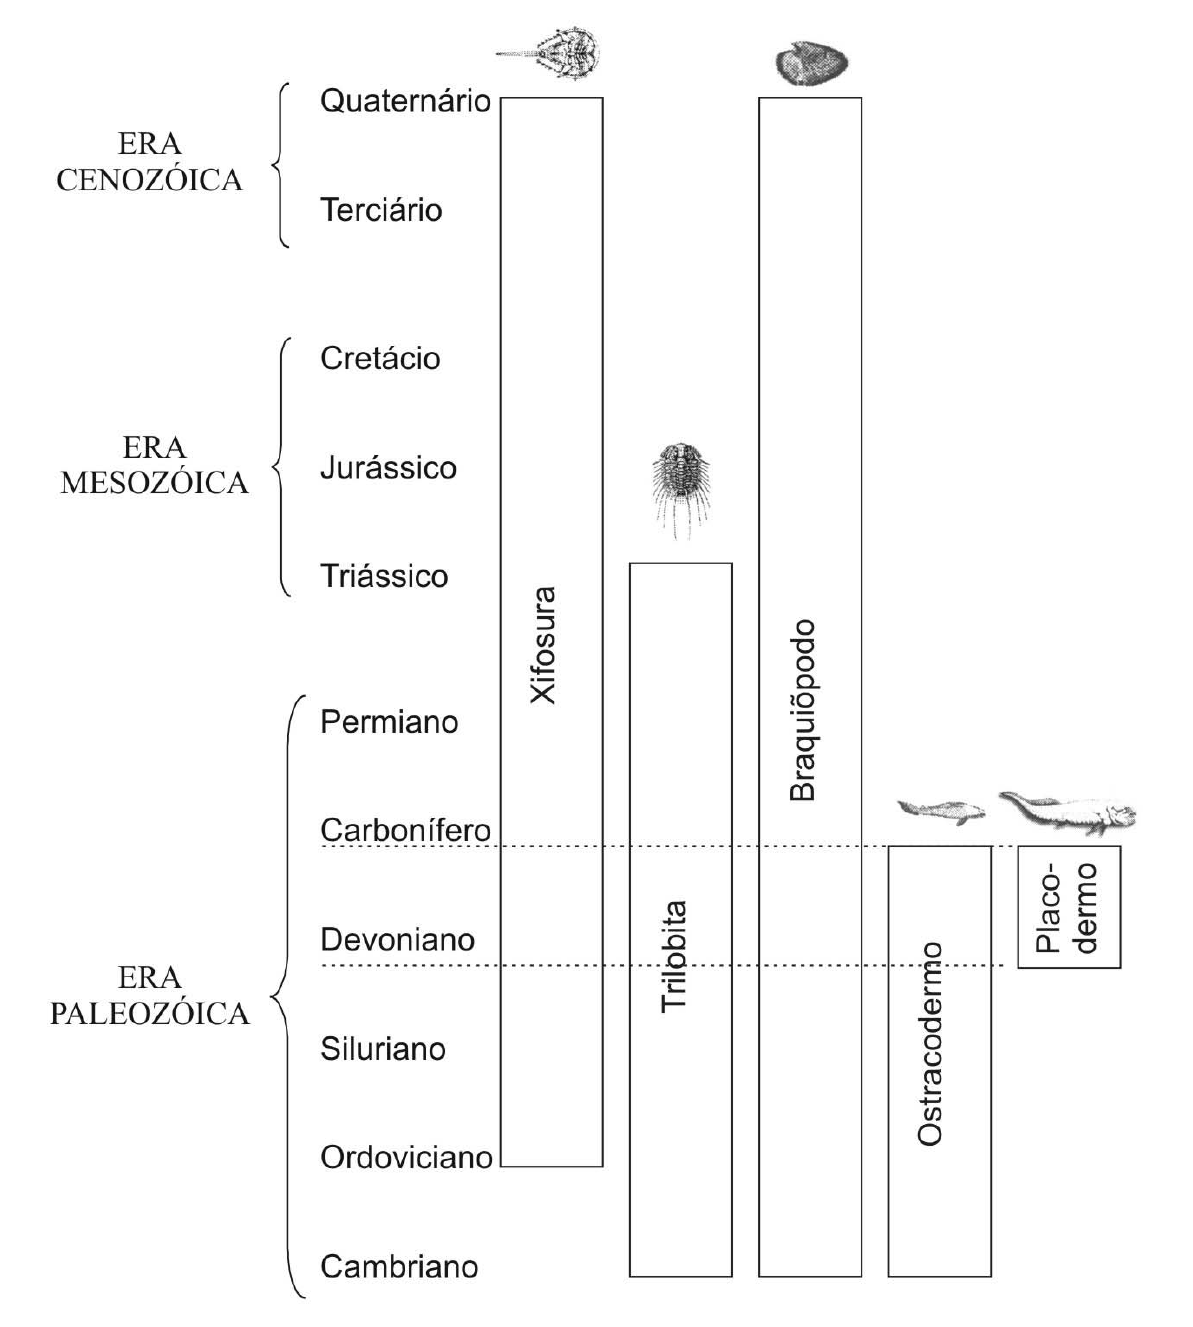 Quaternário
ERA
CENOZÓICA
Terciário
Cretácio
ERA
MESOZÓICA
Jurássico
Triássico
Permiano
Carbonífero
Devoniano
ERA
PALEOZÓICA
Siluriano
Ordoviciano
Cambriano
Xifosura
Trilobita
Braquiõpodo
Ostracodermo
Placo-
dermo